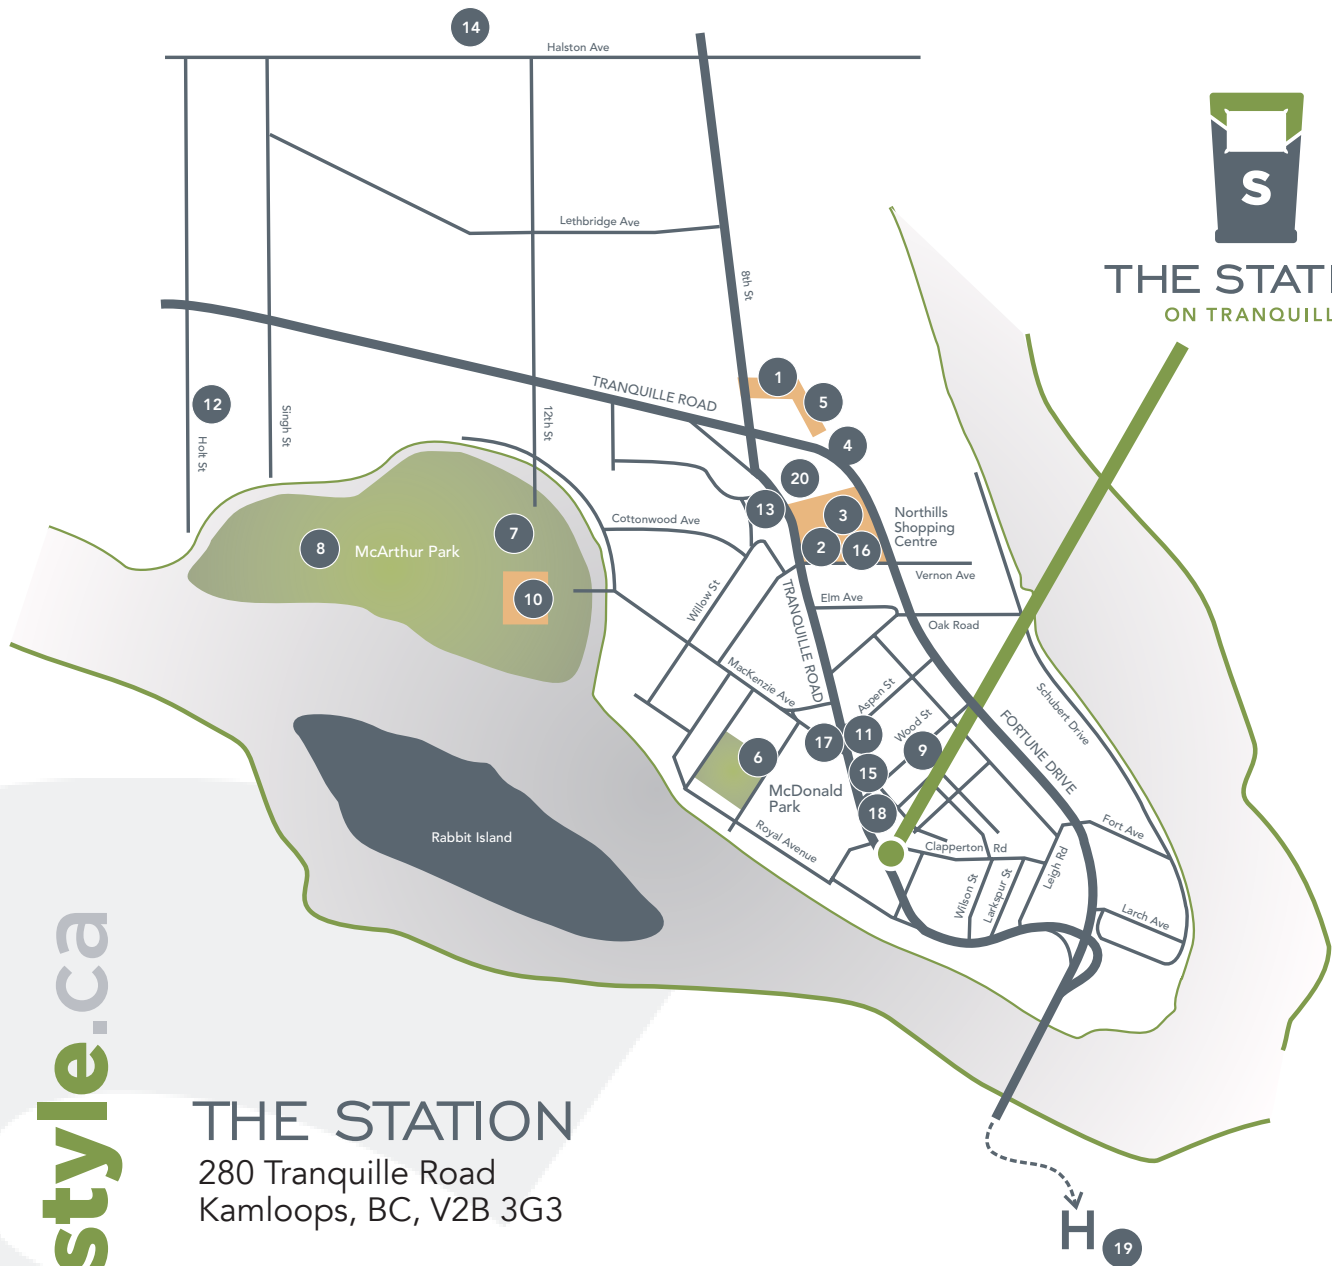 14
Halston Ave
Lethbridge Ave
8th St
S
THE STATI
ON TRANQUILL
TRANQUILLE ROAD
1
5
4
12
Holt St
Singh St
12th St
20
13
3
2
16
Northills
Shopping
Centre
Vernon Ave
7
8
McArthur Park
10
Cottonwood Ave
Willow St
TRANQUILLE ROAD
Elm Ave
Oak Road
MacKenzie Ave
Aspen St
Wood St
Schubert Drive
FORTUNE DRIVE
17
11
9
6
15
McDonald
Park
18
Royal Avenue
Clapperton Rd
Fort Ave
Leigh Rd
Wilson St
Larkspur St
Larch Ave
Rabbit Island
style.ca
THE STATION
280 Tranquille Road
Kamloops, BC, V2B 3G3
H
19